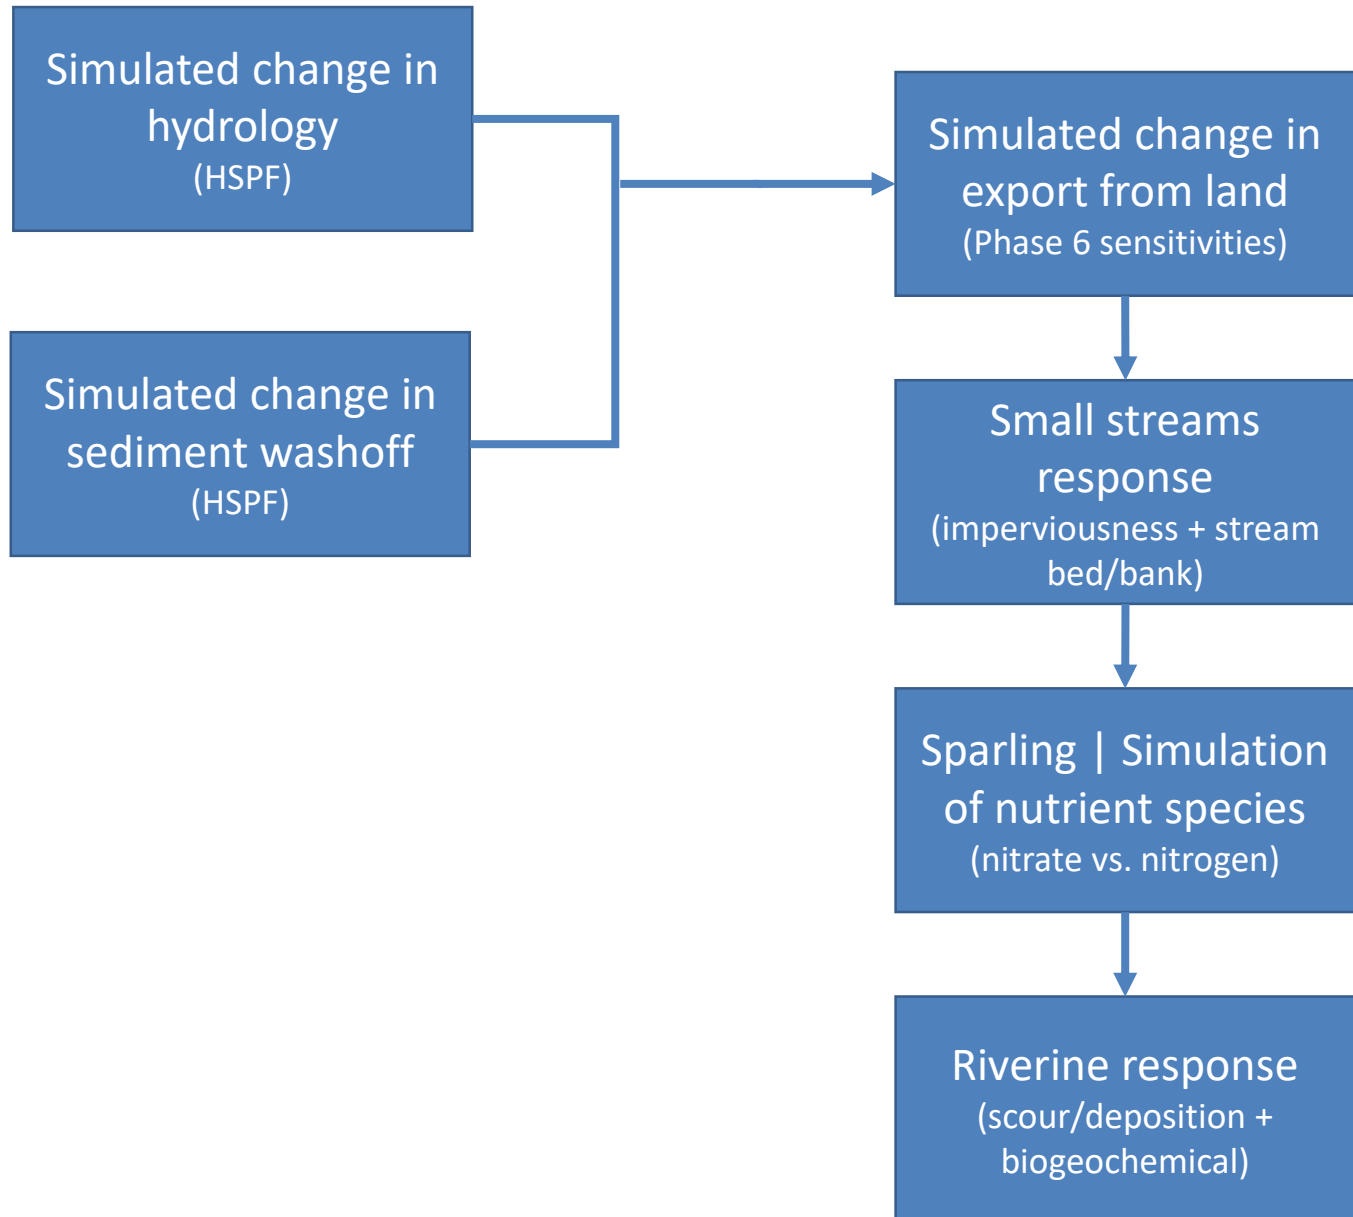 Simulated change in
hydrology
(HSPF)
Simulated change in
sediment washoff
(HSPF)
Simulated change in
export from land
(Phase 6 sensitivities)
Small streams
response
(imperviousness + stream
bed/bank)
Sparling | Simulation
of nutrient species
(nitrate vs. nitrogen)
Riverine response
(scour/deposition +
biogeochemical)